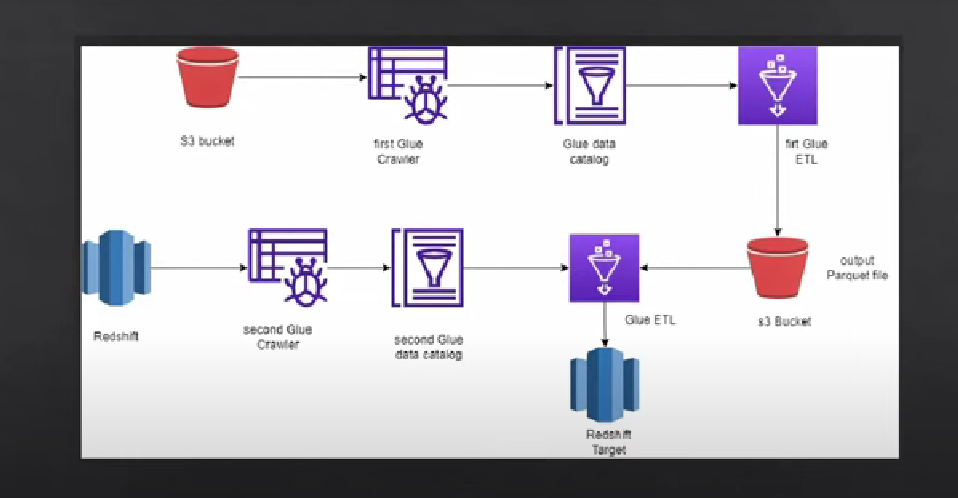 S3 bucket
first Glue
Crawler
Glue data
catalog
firt Glue
ETL
output
Parquet file
Redshift
second Glue
Crawler
second Glue
data catalog
Glue ETL
s3 Bucket
Redshift
Target